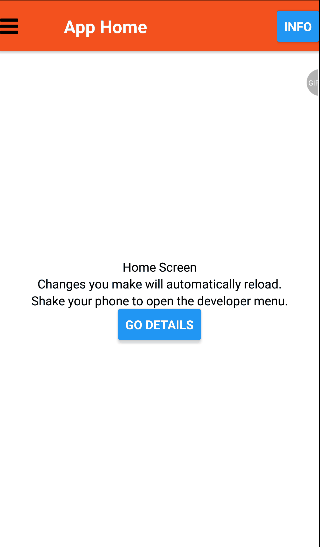 App Home
INFO
Home Screen
Changes you make will automatically reload.
Shake your phone to open the developer menu.
GO DETAILS